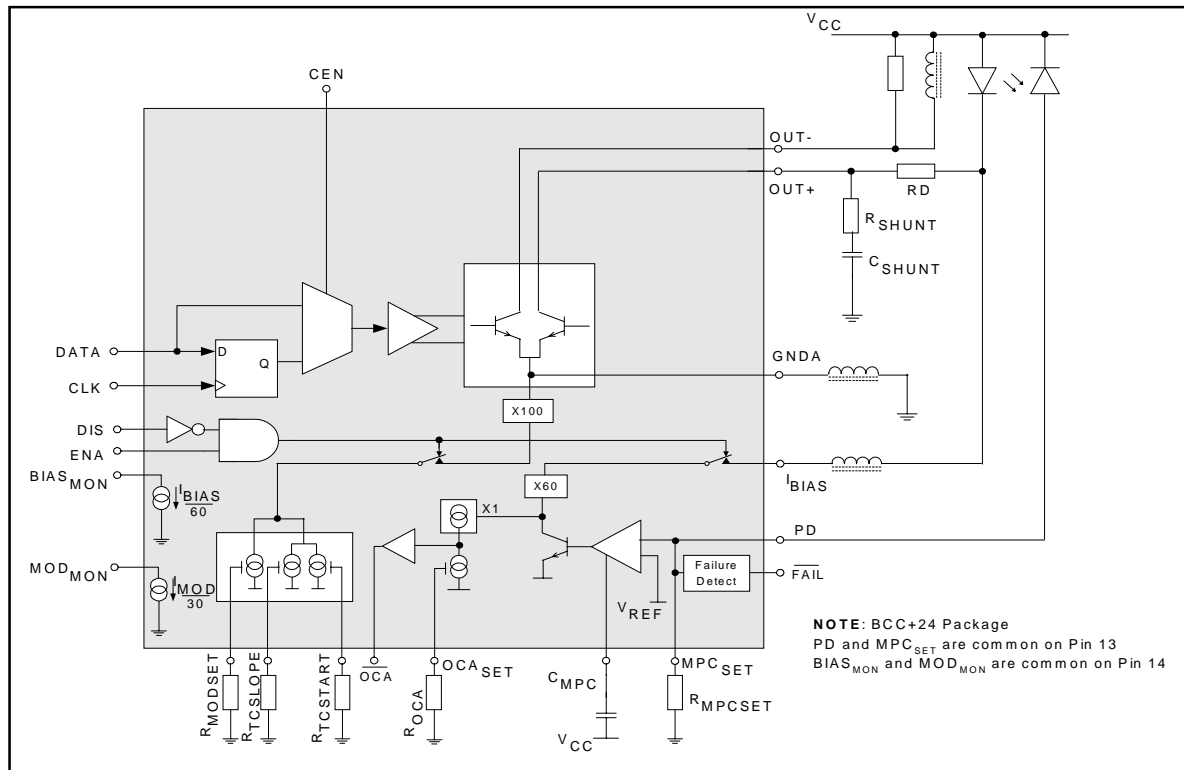 VCC
CEN
OUT-
OUT+
RD
RSHUNT
CSHUNT
DATA
D
Q
CLK
GNDA
X100
DIS
ENA
BIASMON
IBIAS
60
X60
IBIAS
X1
PD
MODMON
IMOD
30
Failure
Detect
FAIL
VREF
NOTE: BCC+24 Package
PD and MPCSET are common on Pin 13
BIASMON and MODMON are common on Pin 14
RMODSET
RTCSLOPE
RTCSTART
OCA
OCASET
ROCA
CMPC
VCC
MPCSET
RMPCSET